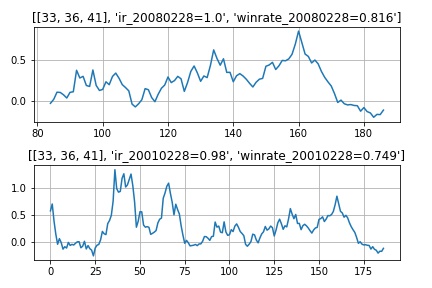 [[33, 36, 41], 'ir_20080228=1.0', 'winrate_20080228=0.816']
0.5
0.0
80 100 120 140 160 180
[[33, 36, 41], 'ir_20010228=0.98', 'winrate_20010228=0.749']
1.0
0.5
0.0
0 25 50 75 100 125 150 175